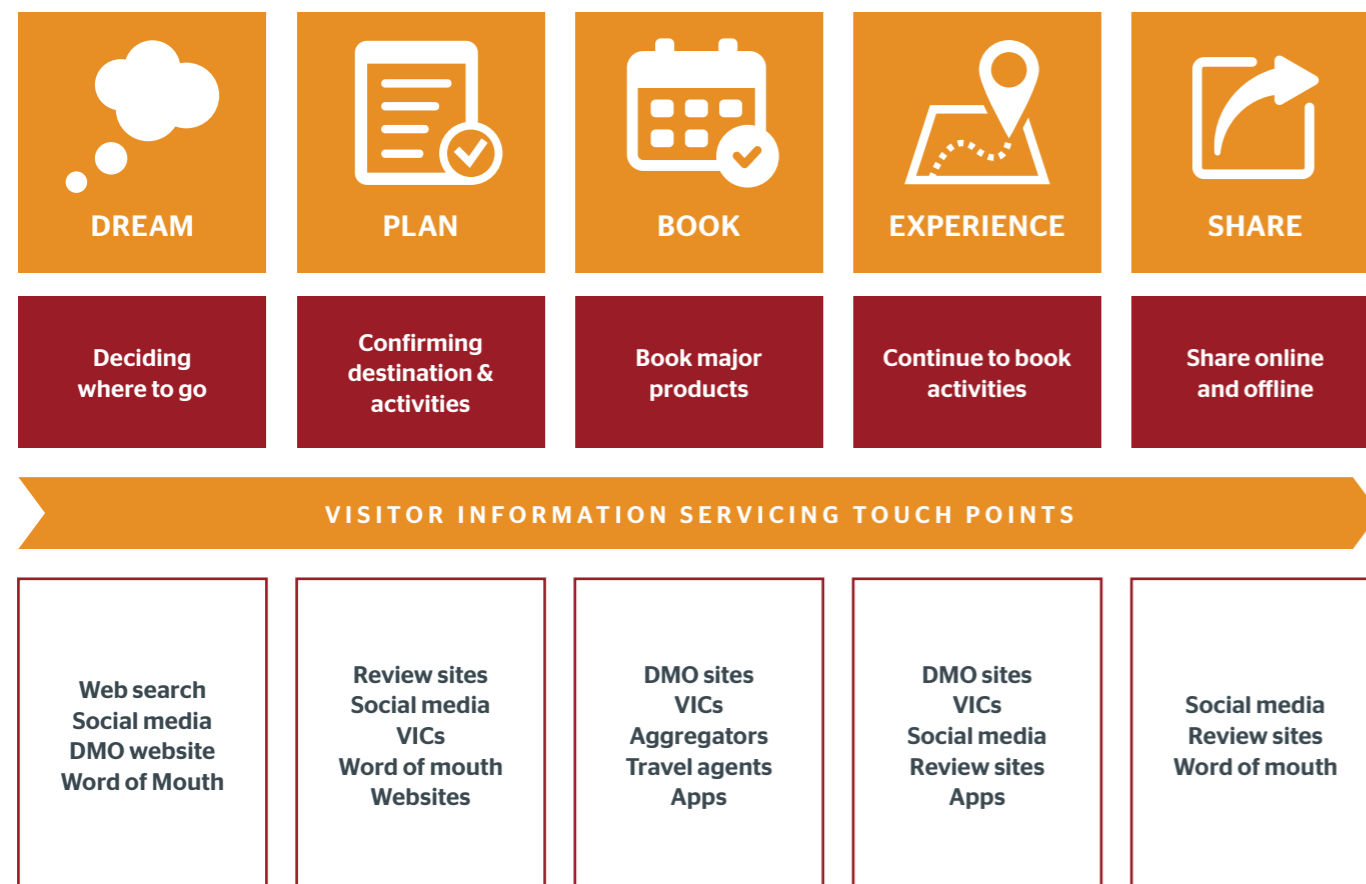 DREAM
PLAN
BOOK
EXPERIENCE
SHARE
Deciding
where to go
Confirming
destination &
activities
Book major
products
Continue to book
activities
Share online
and offline
VISITOR INFORMATION SERVICING TOUCH POINTS
Web search
Social media
DMO website
Word of Mouth
Review sites
Social media
VICs
Word of mouth
Websites
DMO sites
VICs
Aggregators
Travel agents
Apps
DMO sites
VICs
Social media
Review sites
Apps
Social media
Review sites
Word of mouth